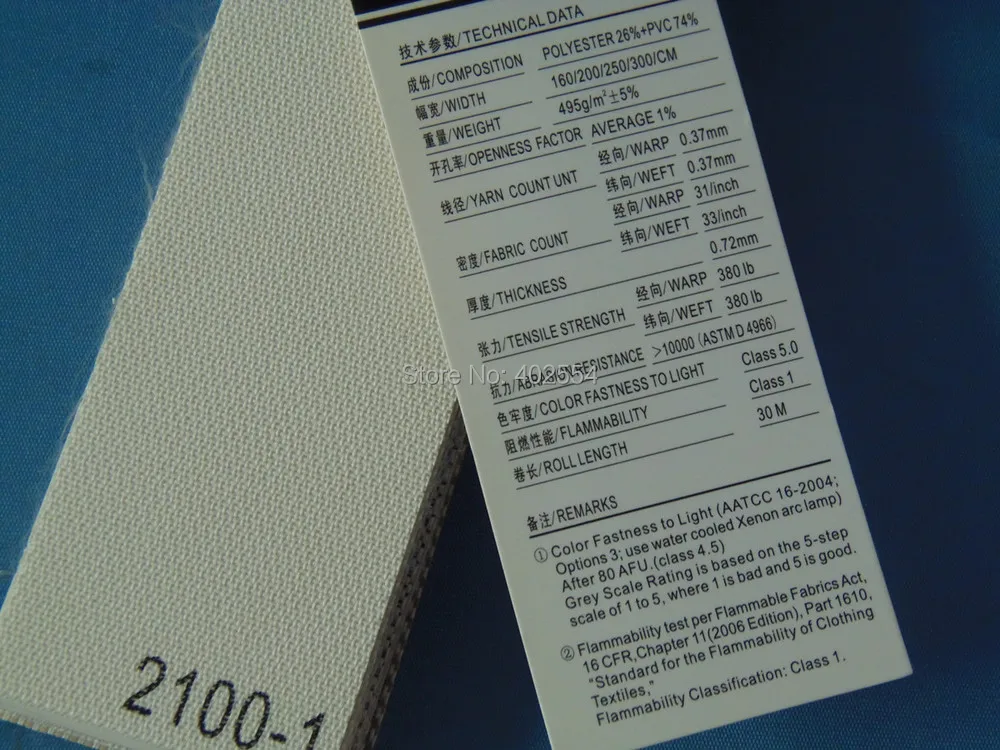 技术参数/TECHNICAL DATA
成份/COMPOSITION POLYESTER 26%+PVC 74%
幅宽/WIDTH 160/200/250/300/CM
重量/WEIGHT 495g/m²±5%
开孔率/OPENNESS FACTOR AVERAGE 1%
线径/YARN COUNT UNT 经向/WARP 0.37mm
纬向/WEFT 0.37mm
密度/FABRIC COUNT 经向/WARP 31/inch
纬向/WEFT 33/inch
厚度/THICKNESS 0.72mm
张力/TENSILE STRENGTH 经向/WARP 380 lb
纬向/WEFT 380 lb
抗力/ABRASION RESISTANCE >10000 (ASTM D 4966)
色牢度/COLOR FASTNESS TO LIGHT Class 5.0
阻燃性能/FLAMMABILITY Class 1
卷长/ROLL LENGTH 30 M
备注/REMARKS
① Color Fastness to Light (AATCC 16-2004;
Options 3; use water cooled Xenon arc lamp)
After 80 AFU.(class 4.5)
Grey Scale Rating is based on the 5-step
scale of 1 to 5, where 1 is bad and 5 is good.
② Flammability test per Flammable Fabrics Act,
16 CFR,Chapter 11(2006 Edition), Part 1610,
“Standard for the Flammability of Clothing
Textiles,”
Flammability Classification: Class 1.
2100-1
Store No: 402554